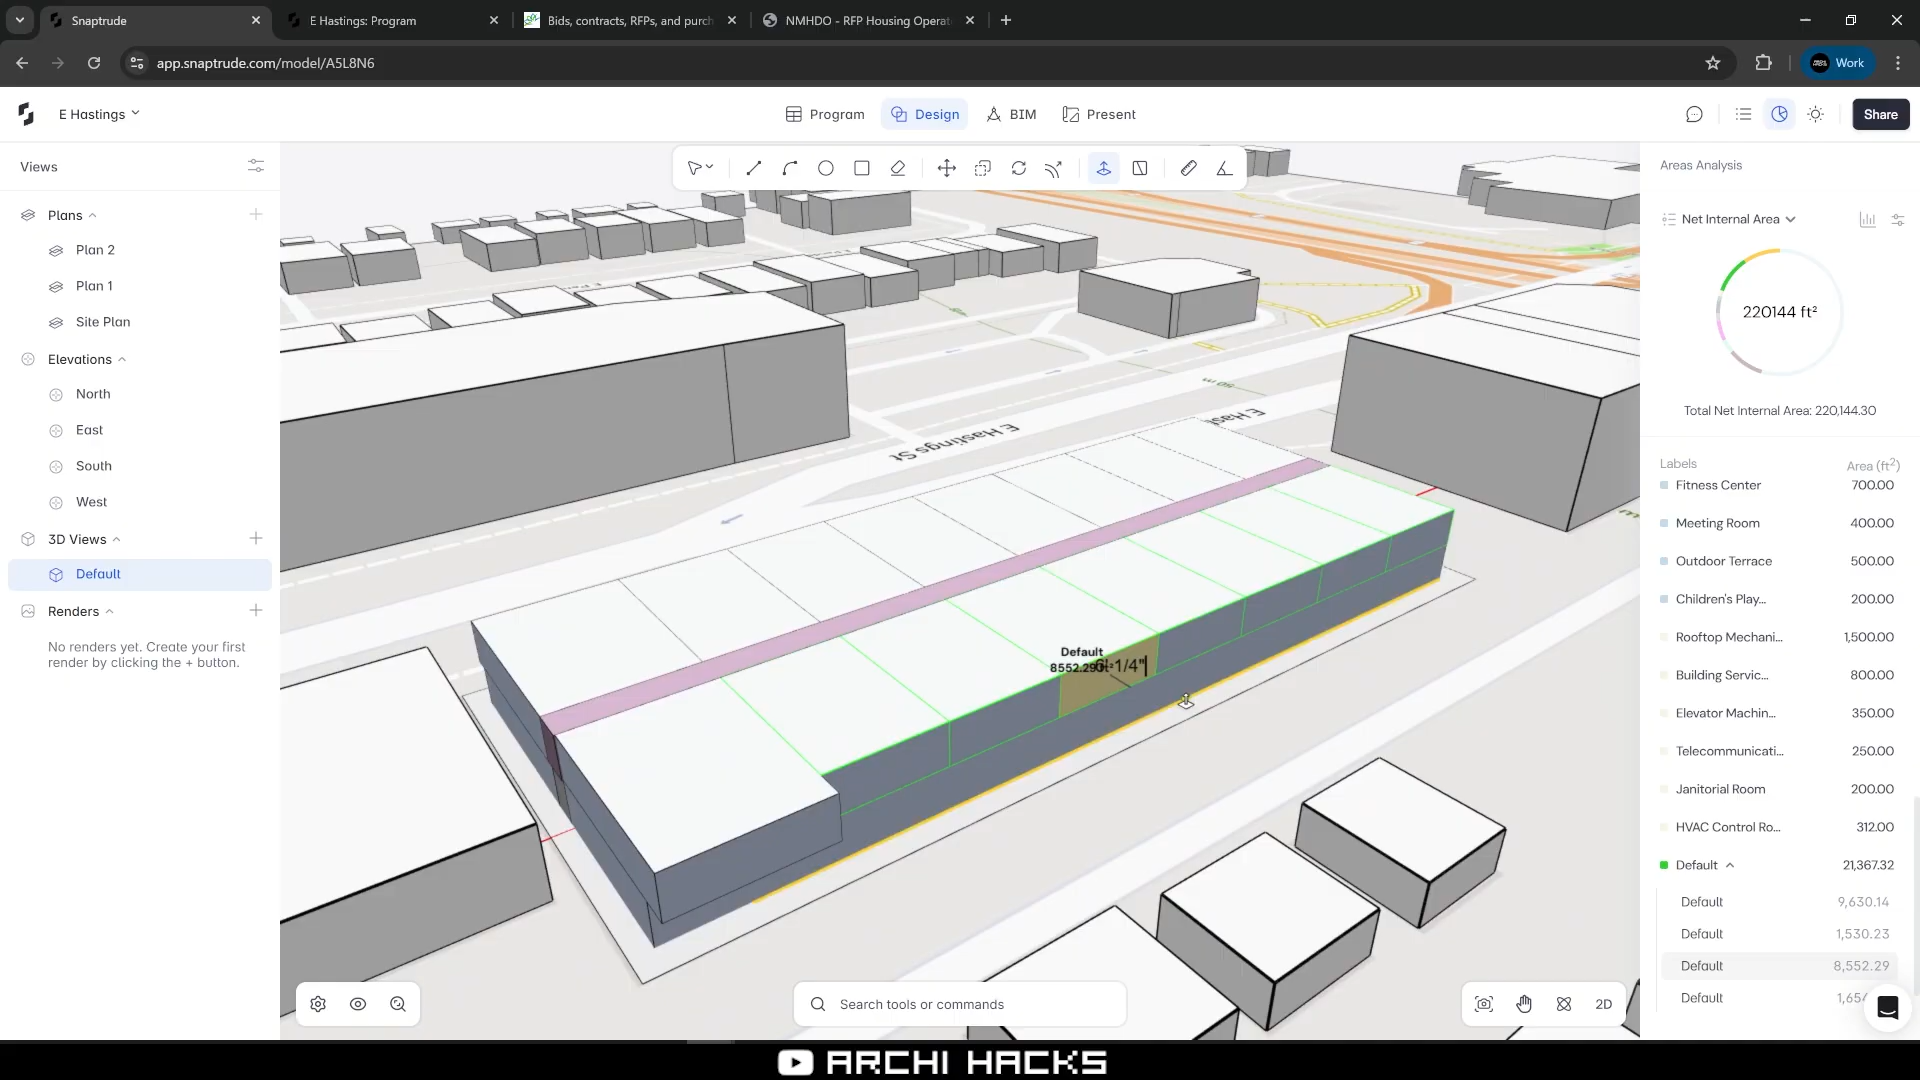 Snaptrude
E Hastings: Program
Bids, contracts, RFPs, and purch
NMHDO - RFP Housing Operat
app.snaptrude.com/model/A5L8N6
Work
E Hastings
Program
Design
BIM
Present
Share
Views
Plans
Plan 2
Plan 1
Site Plan
Elevations
North
East
South
West
3D Views
Default
Renders
No renders yet. Create your first
render by clicking the + button.
E Hastings St
E Hast
50 m
Default
8552.29
1/4"
Search tools or commands
2D
Areas Analysis
Net Internal Area
220144 ft²
Total Net Internal Area: 220,144.30
Labels Area (ft²)
Fitness Center 700.00
Meeting Room 400.00
Outdoor Terrace 500.00
Children's Play... 200.00
Rooftop Mechani... 1,500.00
Building Servic... 800.00
Elevator Machin... 350.00
Telecommunicati... 250.00
Janitorial Room 200.00
HVAC Control Ro... 312.00
Default 21,367.32
Default 9,630.14
Default 1,530.23
Default 8,552.29
Default
ARCHI HACKS